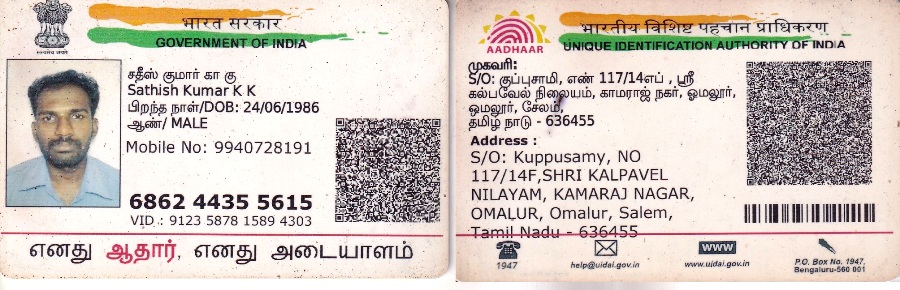 भारत सरकार
GOVERNMENT OF INDIA
சதீஸ் குமார் கா கு
Sathish Kumar K K
பிறந்த நாள்/DOB: 24/06/1986
ஆண்/ MALE
Mobile No: 9940728191
6862 4435 5615
VID : 9123 5878 1589 4303
எனது ஆதார், எனது அடையாளம்
AADHAAR
भारतीय विशिष्ट पहचान प्राधिकरण
UNIQUE IDENTIFICATION AUTHORITY OF INDIA
முகவரி:
S/O: குப்புசாமி, எண் 117/14எப் , ஸ்ரீ
கல்பவேல் நிலையம், காமராஜ் நகர், ஓமலூர்,
ஓமலூர், சேலம்,
தமிழ் நாடு - 636455
Address :
S/O: Kuppusamy, NO
117/14F,SHRI KALPAVEL
NILAYAM, KAMARAJ NAGAR,
OMALUR, Omalur, Salem,
Tamil Nadu - 636455
1947
help@uidai.gov.in
www
www.uidai.gov.in
P.O. Box No. 1947,
Bengaluru-560 001